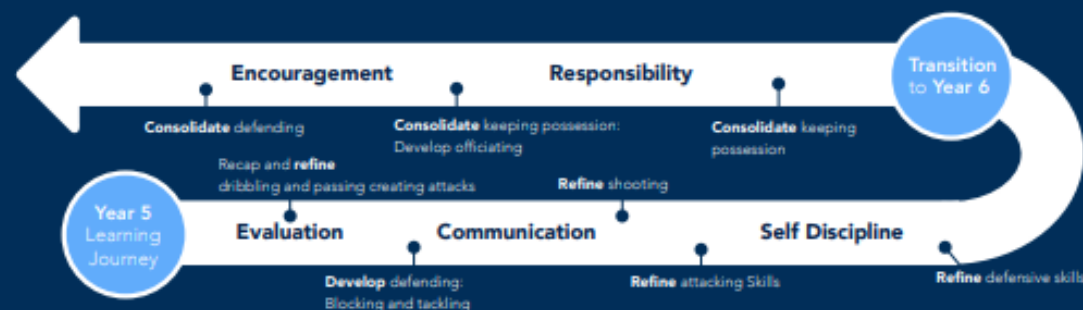 Encouragement
Responsibility
Transition
to Year 6
Consolidate defending
Consolidate keeping possession:
Develop officiating
Consolidate keeping
possession
Recap and refine
dribbling and passing creating attacks
Refine shooting
Year 5
Learning
Journey
Evaluation
Communication
Self Discipline
Develop defending:
Blocking and tackling
Refine attacking Skills
Refine defensive skills